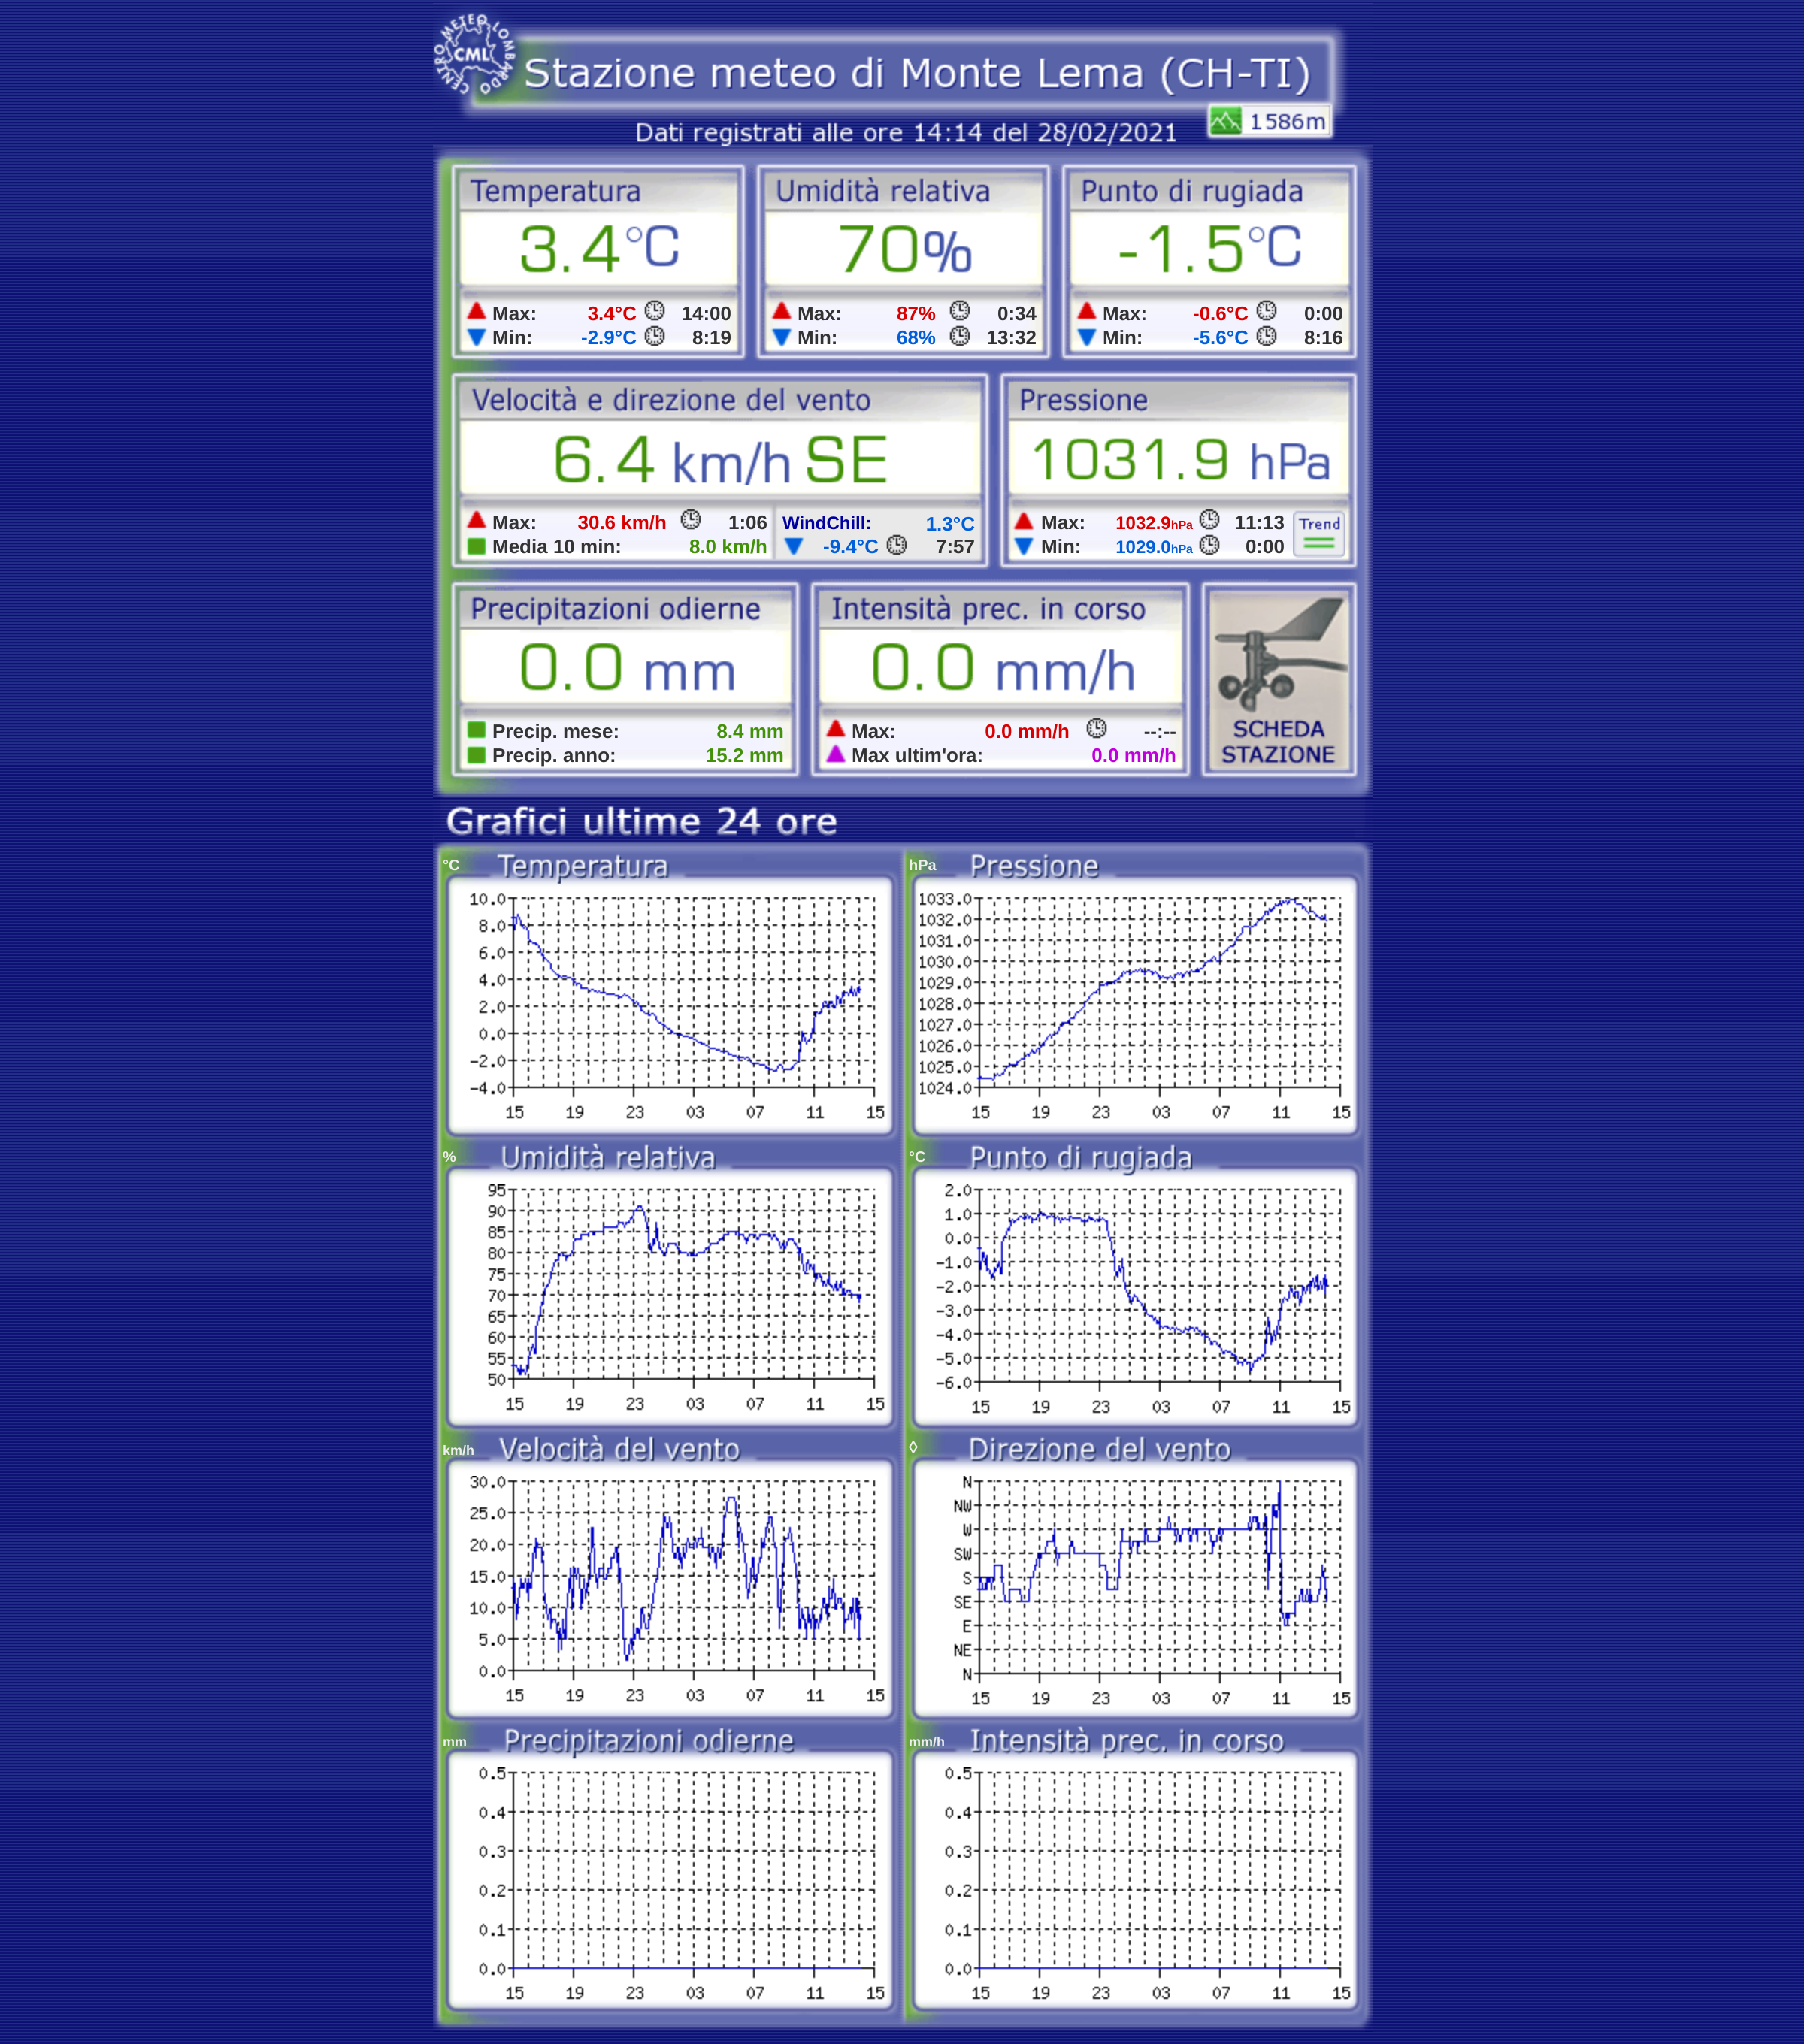 CENTRO METEO LOMBARDO
CML
Stazione meteo di Monte Lema (CH-TI)
1586m
Dati registrati alle ore 14:14 del 28/02/2021
Temperatura Umidità relativa Punto di rugiada
3.4°C 70% -1.5°C
Max: 3.4°C 14:00 Max: 87% 0:34 Max: -0.6°C 0:00
Min: -2.9°C 8:19 Min: 68% 13:32 Min: -5.6°C 8:16
Velocità e direzione del vento Pressione
6.4 km/h SE 1031.9 hPa
Max: 30.6 km/h 1:06 WindChill: 1.3°C Max: 1032.9hPa 11:13 Trend
Media 10 min: 8.0 km/h -9.4°C 7:57 Min: 1029.0hPa 0:00
Precipitazioni odierne Intensità prec. in corso
0.0 mm 0.0 mm/h
Precip. mese: 8.4 mm Max: 0.0 mm/h --:-- SCHEDA
Precip. anno: 15.2 mm Max ultim'ora: 0.0 mm/h STAZIONE
Grafici ultime 24 ore
°C Temperatura hPa Pressione
10.0 1033.0
8.0 1032.0
6.0 1031.0
4.0 1030.0
2.0 1029.0
0.0 1028.0
-2.0 1027.0
-4.0 1026.0
1025.0
1024.0
15 19 23 03 07 11 15 15 19 23 03 07 11 15
% Umidità relativa °C Punto di rugiada
95 2.0
90 1.0
85 0.0
80 -1.0
75 -2.0
70 -3.0
65 -4.0
60 -5.0
55 -6.0
50
15 19 23 03 07 11 15 15 19 23 03 07 11 15
km/h Velocità del vento ◊ Direzione del vento
30.0 N
25.0 NW
20.0 W
15.0 SW
10.0 S
5.0 SE
0.0 E
NE
N
15 19 23 03 07 11 15 15 19 23 03 07 11 15
mm Precipitazioni odierne mm/h Intensità prec. in corso
0.5 0.5
0.4 0.4
0.3 0.3
0.2 0.2
0.1 0.1
0.0 0.0
15 19 23 03 07 11 15 15 19 23 03 07 11 15